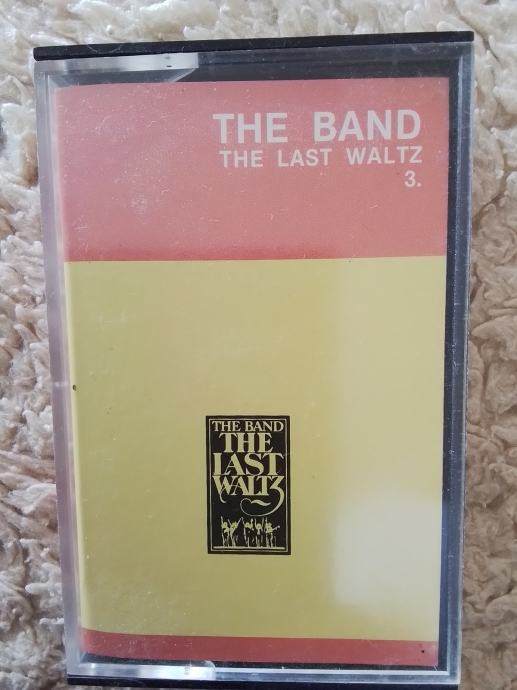 THE BAND
THE LAST WALTZ
3.
THE BAND
THE
LAST
WALTZ